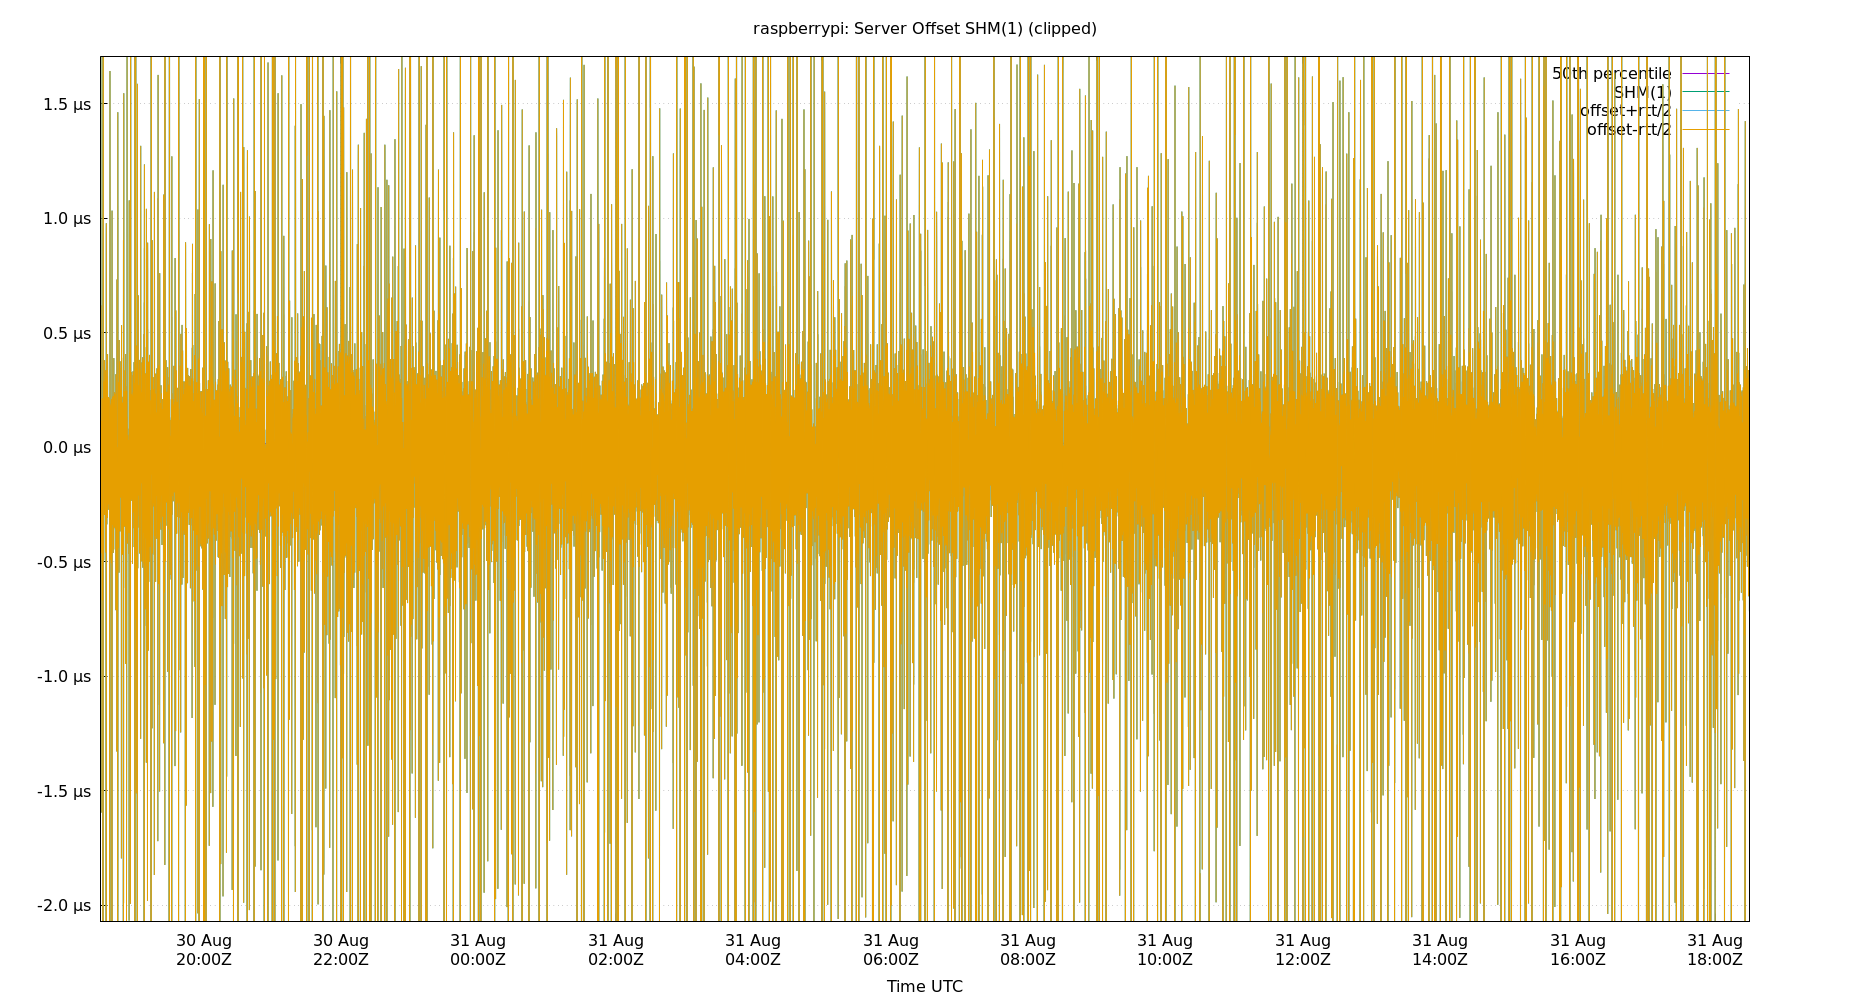 raspberrypi: Server Offset SHM(1) (clipped)
50th percentile
SHM(1)
offset+rtt/2
offset-rtt/2
1.5 µs
1.0 µs
0.5 µs
0.0 µs
-0.5 µs
-1.0 µs
-1.5 µs
-2.0 µs
30 Aug 30 Aug 31 Aug 31 Aug 31 Aug 31 Aug 31 Aug 31 Aug 31 Aug 31 Aug 31 Aug 31 Aug
20:00Z 22:00Z 00:00Z 02:00Z 04:00Z 06:00Z 08:00Z 10:00Z 12:00Z 14:00Z 16:00Z 18:00Z
Time UTC